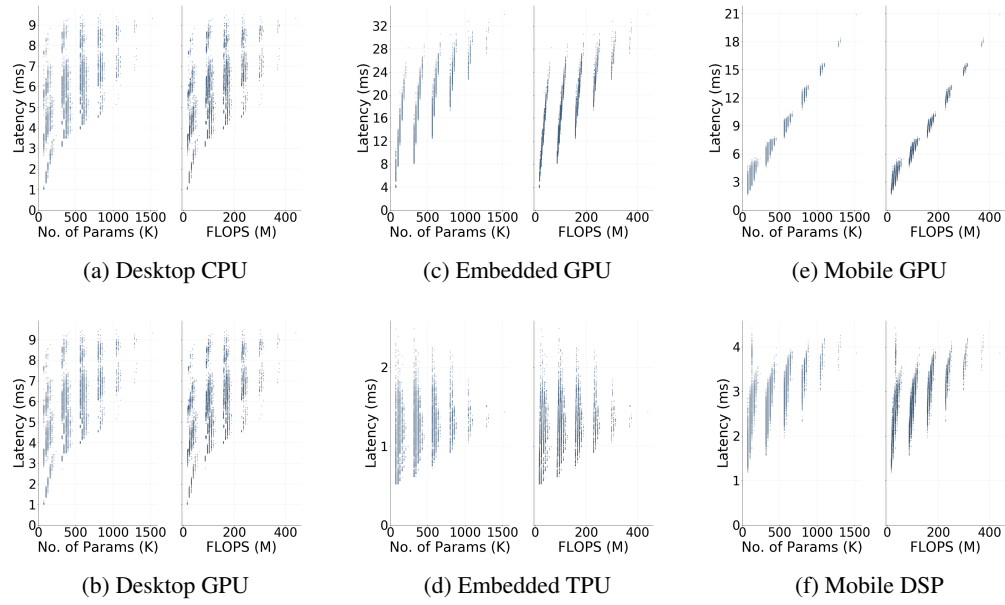 9
8
7
6
5
4
3
2
1
0
Latency (ms)
0 500 1000 1500
No. of Params (K)
0 200 400
FLOPS (M)
(a) Desktop CPU
32
28
24
20
16
12
8
4
0
Latency (ms)
0 500 1000 1500
No. of Params (K)
0 200 400
FLOPS (M)
(c) Embedded GPU
21
18
15
12
9
6
3
0
Latency (ms)
0 500 1000 1500
No. of Params (K)
0 200 400
FLOPS (M)
(e) Mobile GPU
9
8
7
6
5
4
3
2
1
0
Latency (ms)
0 500 1000 1500
No. of Params (K)
0 200 400
FLOPS (M)
(b) Desktop GPU
2
1
0
Latency (ms)
0 500 1000 1500
No. of Params (K)
0 200 400
FLOPS (M)
(d) Embedded TPU
4
3
2
1
0
Latency (ms)
0 500 1000 1500
No. of Params (K)
0 200 400
FLOPS (M)
(f) Mobile DSP